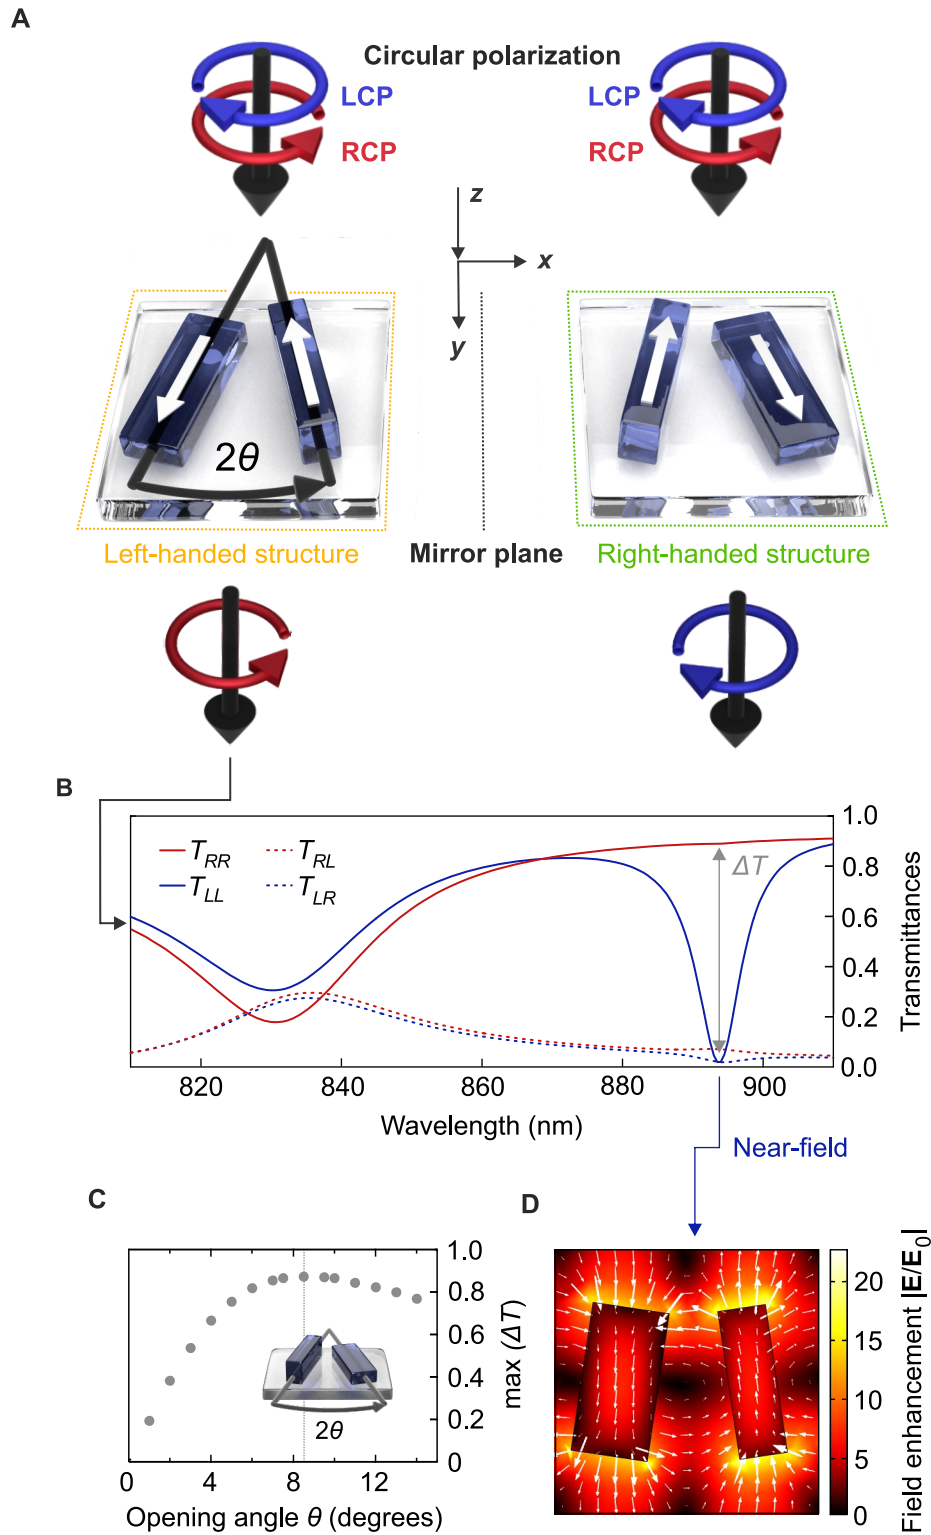 A
Circular polarization
LCP
RCP
LCP
RCP
z
x
y
2θ
Left-handed structure
Mirror plane
Right-handed structure
B
T_RR
T_RL
T_LL
T_LR
ΔT
1.0
0.8
0.6
0.4
0.2
0.0
Transmittances
820
840
860
880
900
Wavelength (nm)
Near-field
C
1.0
0.8
0.6
0.4
0.2
0
max (ΔT)
2θ
0
4
8
12
Opening angle θ (degrees)
D
20
15
10
5
0
Field enhancement |E/E₀|